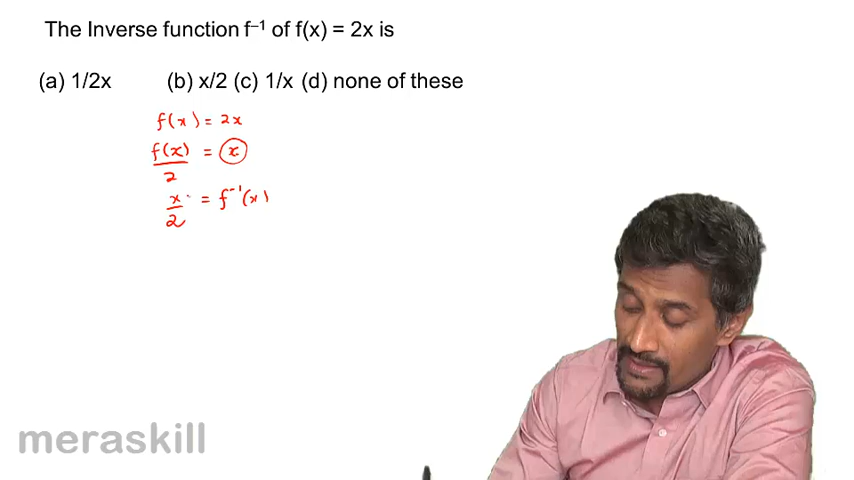 The Inverse function f⁻¹ of f(x) = 2x is
(a) 1/2x (b) x/2 (c) 1/x (d) none of these
f(x) = 2x
f(x)/2 = x
x/2 = f⁻¹(x)
meraskill